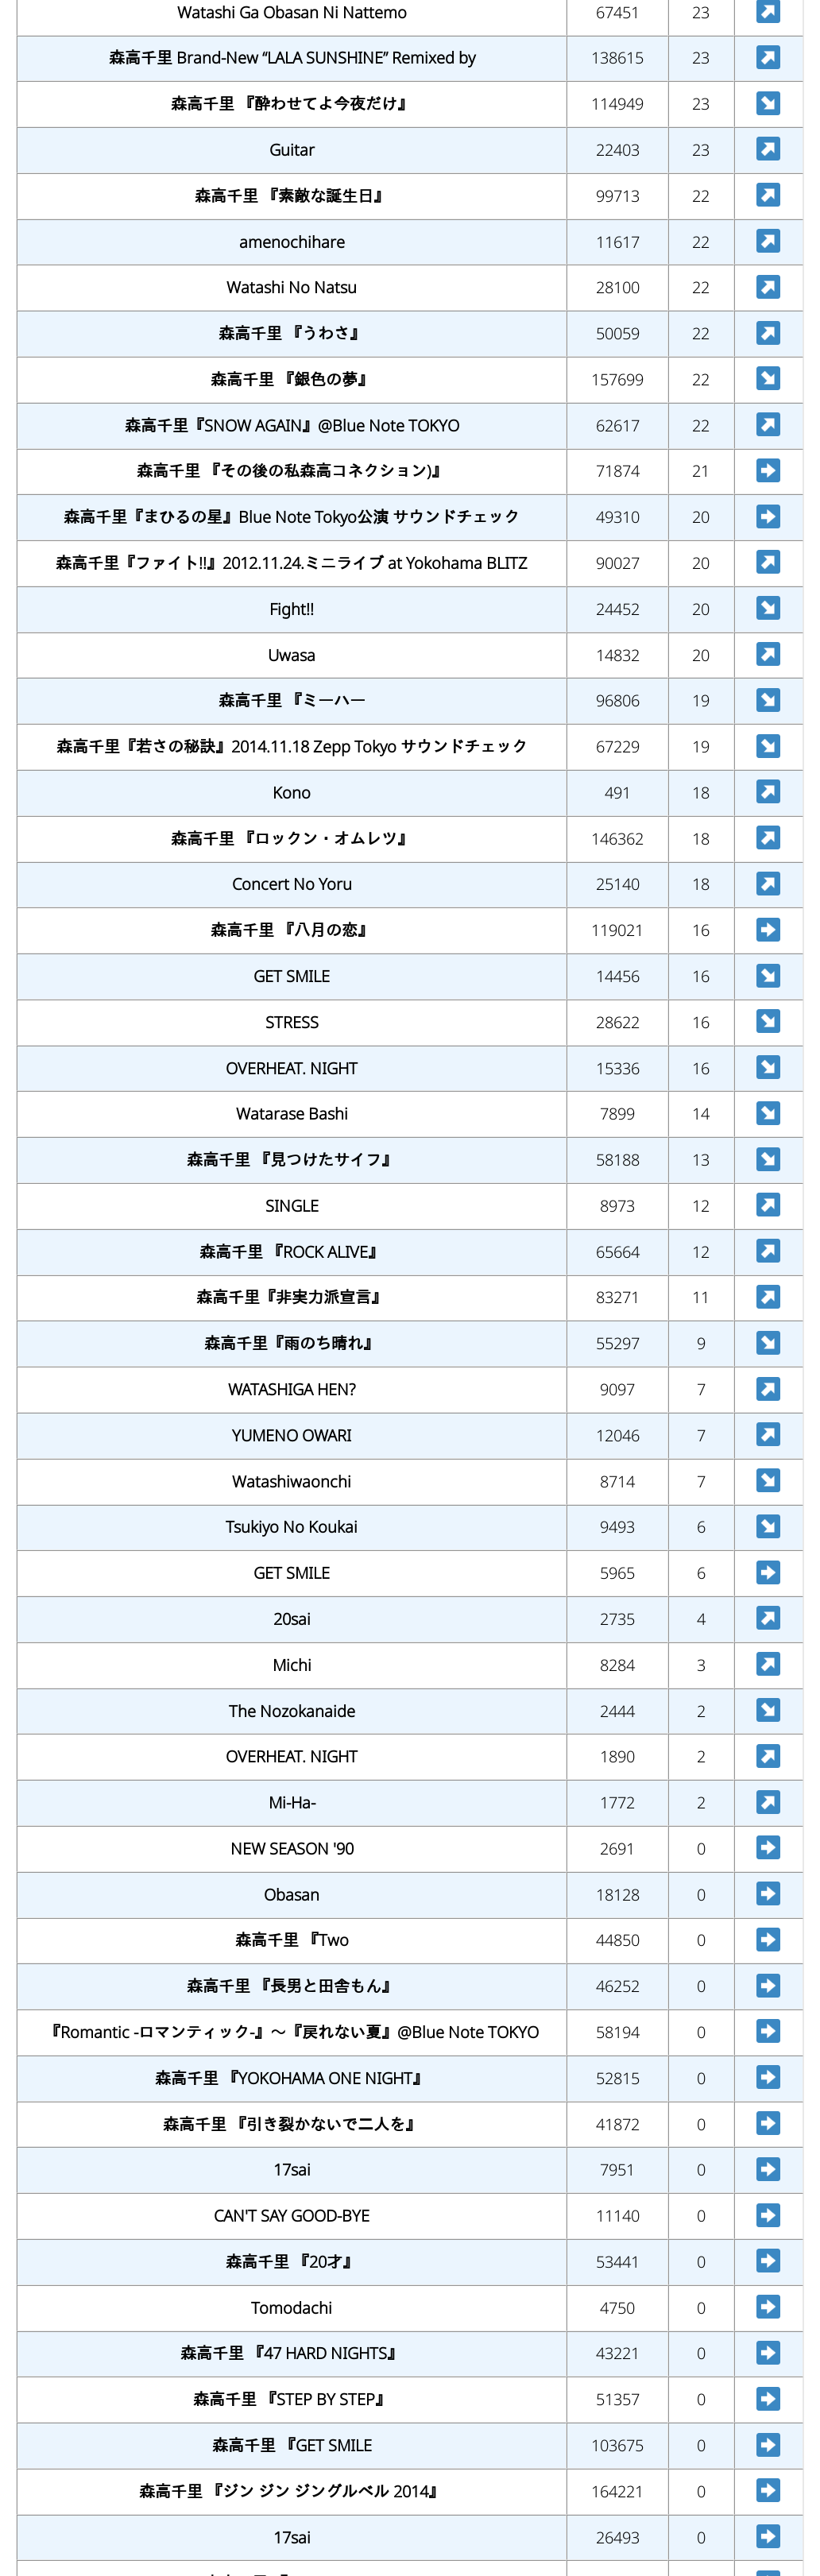 Watashi Ga Obasan Ni Nattemo 67451 23
森高千里 Brand-New “LALA SUNSHINE” Remixed by 138615 23
森高千里 『酔わせてよ今夜だけ』 114949 23
Guitar 22403 23
森高千里 『素敵な誕生日』 99713 22
amenochihare 11617 22
Watashi No Natsu 28100 22
森高千里 『うわさ』 50059 22
森高千里 『銀色の夢』 157699 22
森高千里『SNOW AGAIN』@Blue Note TOKYO 62617 22
森高千里 『その後の私森高コネクション)』 71874 21
森高千里『まひるの星』Blue Note Tokyo公演 サウンドチェック 49310 20
森高千里『ファイト!!』2012.11.24.ミニライブ at Yokohama BLITZ 90027 20
Fight!! 24452 20
Uwasa 14832 20
森高千里 『ミーハー 96806 19
森高千里『若さの秘訣』2014.11.18 Zepp Tokyo サウンドチェック 67229 19
Kono 491 18
森高千里 『ロックン・オムレツ』 146362 18
Concert No Yoru 25140 18
森高千里 『八月の恋』 119021 16
GET SMILE 14456 16
STRESS 28622 16
OVERHEAT. NIGHT 15336 16
Watarase Bashi 7899 14
森高千里 『見つけたサイフ』 58188 13
SINGLE 8973 12
森高千里 『ROCK ALIVE』 65664 12
森高千里『非実力派宣言』 83271 11
森高千里『雨のち晴れ』 55297 9
WATASHIGA HEN? 9097 7
YUMENO OWARI 12046 7
Watashiwaonchi 8714 7
Tsukiyo No Koukai 9493 6
GET SMILE 5965 6
20sai 2735 4
Michi 8284 3
The Nozokanaide 2444 2
OVERHEAT. NIGHT 1890 2
Mi-Ha- 1772 2
NEW SEASON '90 2691 0
Obasan 18128 0
森高千里 『Two 44850 0
森高千里 『長男と田舎もん』 46252 0
『Romantic -ロマンティック-』～『戻れない夏』@Blue Note TOKYO 58194 0
森高千里 『YOKOHAMA ONE NIGHT』 52815 0
森高千里 『引き裂かないで二人を』 41872 0
17sai 7951 0
CAN'T SAY GOOD-BYE 11140 0
森高千里 『20才』 53441 0
Tomodachi 4750 0
森高千里 『47 HARD NIGHTS』 43221 0
森高千里 『STEP BY STEP』 51357 0
森高千里 『GET SMILE 103675 0
森高千里 『ジン ジン ジングルベル 2014』 164221 0
17sai 26493 0